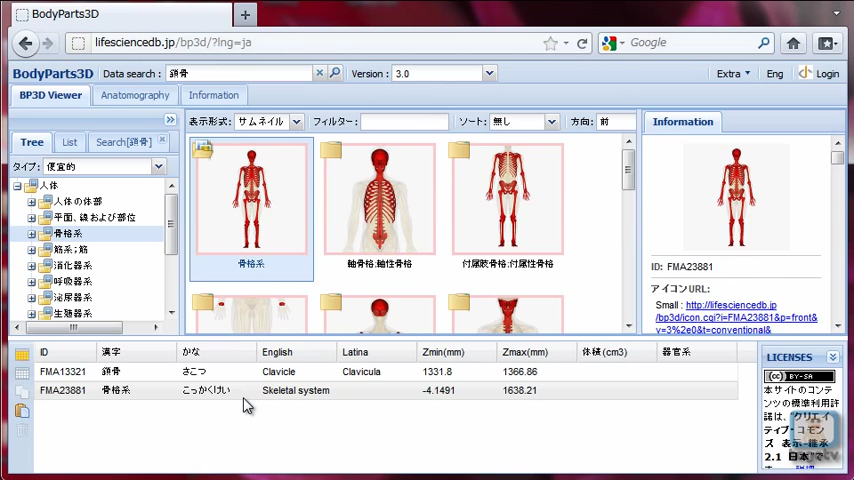 BodyParts3D
lifesciencedb.jp/bp3d/?lng=ja
Google
BodyParts3D Data search : 鎖骨 Version : 3.0 Extra Eng Login
BP3D Viewer Anatomography Information
Tree List Search[鎖骨]
タイプ: 便宜的
人体
人体の体部
平面、線および部位
骨格系
筋系;筋
消化器系
呼吸器系
泌尿器系
生殖器系
表示形式: サムネイル フィルター: ソート: 無し 方向: 前
骨格系 軸骨格:軸性骨格 付属肢骨格:付属性骨格
Information
ID: FMA23881
アイコンURL:
Small : http://lifesciencedb.jp
/bp3d/icon.cgi?i=FMA23881&p=front&
v=3%2e0&t=conventional&
ID 漢字 かな English Latina Zmin(mm) Zmax(mm) 体積(cm3) 器官系
FMA13321 鎖骨 さこつ Clavicle Clavicula 1331.8 1366.86
FMA23881 骨格系 こっかくけい Skeletal system -4.1491 1638.21
LICENSES
(cc) BY-SA
本サイトのコンテ
ンツの標準利用許
諾は、クリエイ
ティブ・コモン
ズ 表示-継承
2.1 日本で